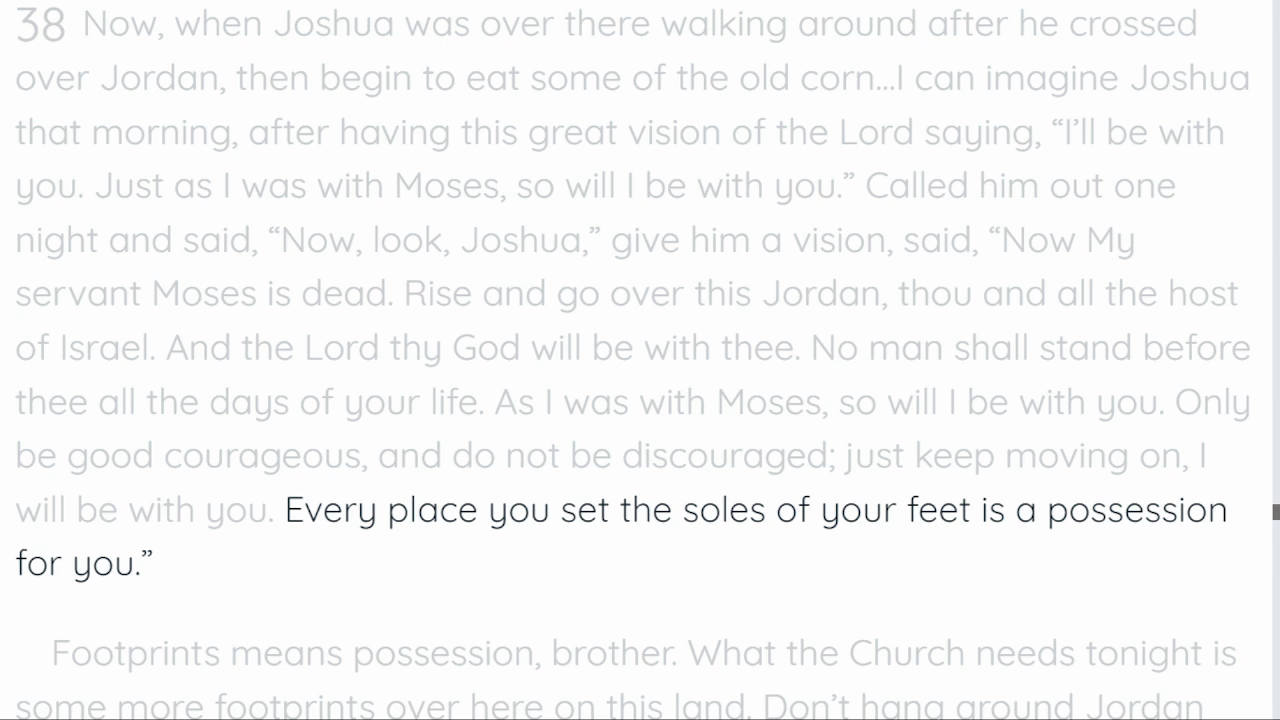 38 Now, when Joshua was over there walking around after he crossed
over Jordan, then begin to eat some of the old corn...I can imagine Joshua
that morning, after having this great vision of the Lord saying, “I’ll be with
you. Just as I was with Moses, so will I be with you.” Called him out one
night and said, “Now, look, Joshua,” give him a vision, said, “Now My
servant Moses is dead. Rise and go over this Jordan, thou and all the host
of Israel. And the Lord thy God will be with thee. No man shall stand before
thee all the days of your life. As I was with Moses, so will I be with you. Only
be good courageous, and do not be discouraged; just keep moving on, I
will be with you. Every place you set the soles of your feet is a possession
for you.”
Footprints means possession, brother. What the Church needs tonight is
some more footprints over here on this land. Don’t hang around Jordan